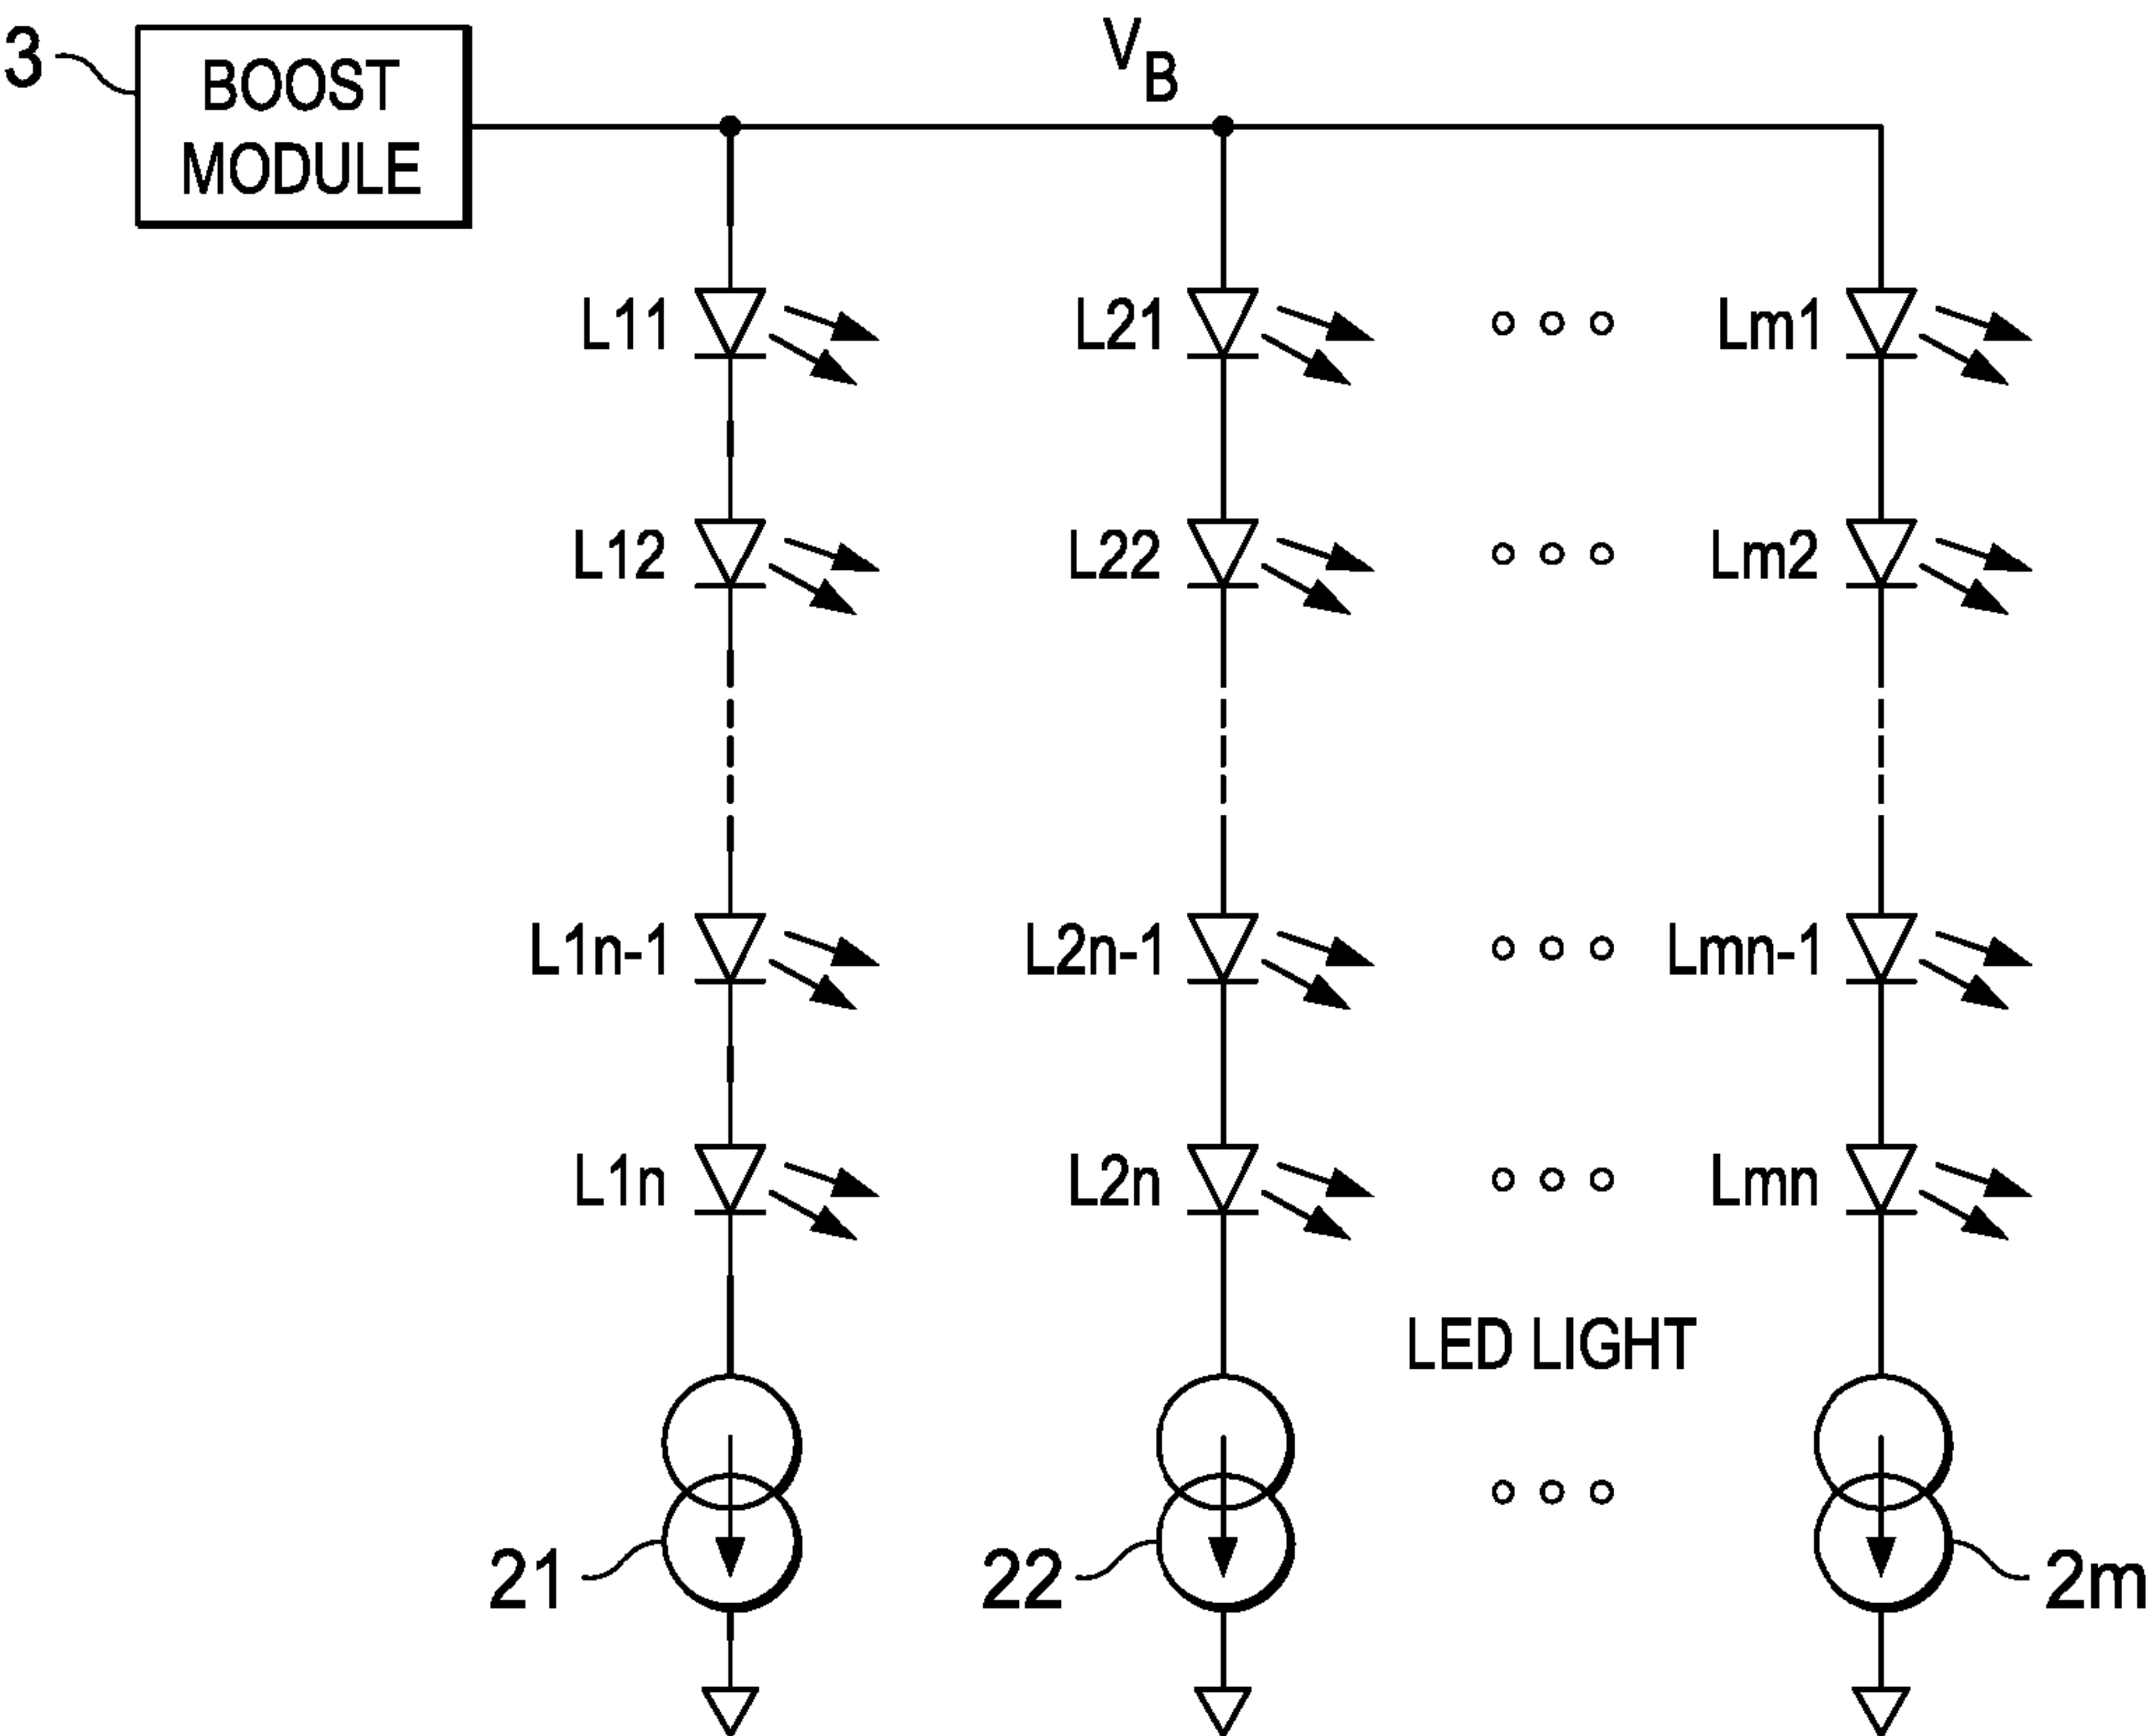 3
BOOST
MODULE
VB
L11
L21
Lm1
L12
L22
Lm2
L1n-1
L2n-1
Lmn-1
L1n
L2n
Lmn
LED LIGHT
21
22
2m